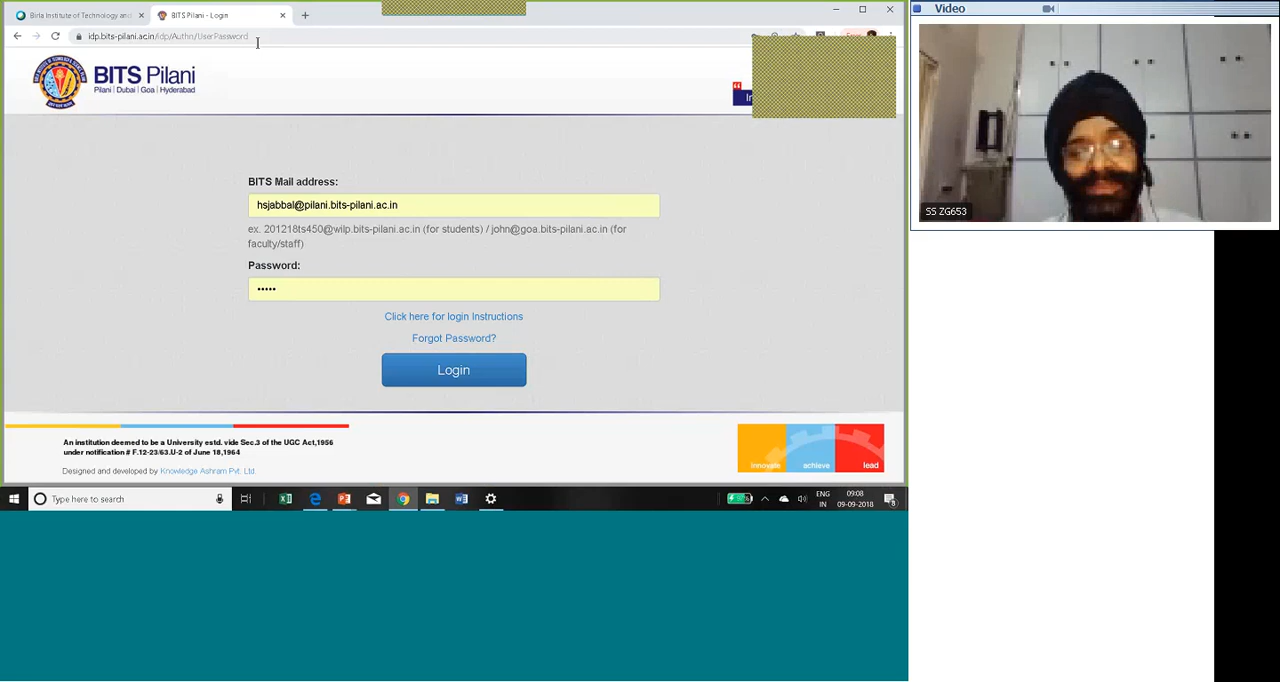 Birla Institute of Technology and
BITS Pilani - Login
idp.bits-pilani.ac.in/idp/Authn/UserPassword
BITS Pilani
Pilani | Dubai | Goa | Hyderabad
BITS Mail address:
hsjabbal@pilani.bits-pilani.ac.in
ex. 201218ts450@wilp.bits-pilani.ac.in (for students) / john@goa.bits-pilani.ac.in (for
faculty/staff)
Password:
•••••
Click here for login Instructions
Forgot Password?
Login
An institution deemed to be a University estd. vide Sec.3 of the UGC Act,1956
under notification # F.12-23/63.U-2 of June 18,1964
Designed and developed by Knowledge Ashram Pvt. Ltd.
innovate achieve lead
Type here to search
ENG
IN
09:08
09-09-2018
Video
SS ZG653